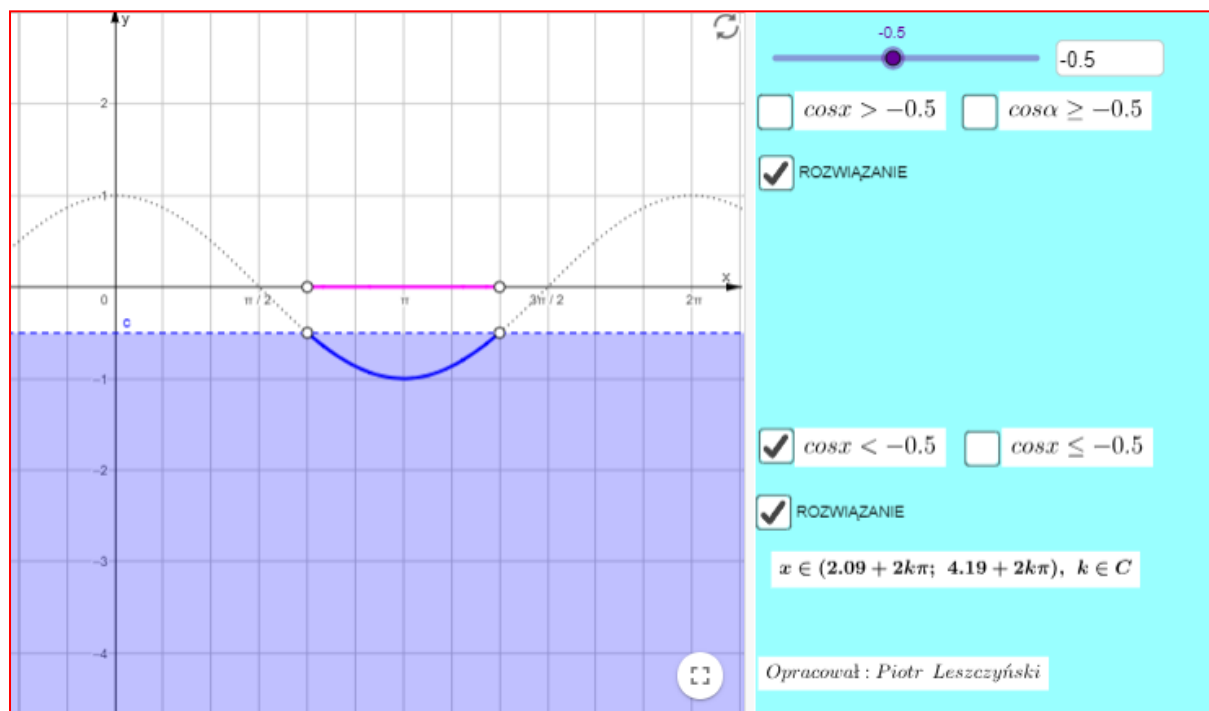 y
2
1
x
0 π / 2 π 3π / 2 2π
c
−1
−2
−3
−4
-0.5
-0.5
cosx > −0.5 cosα ≥ −0.5
ROZWIĄZANIE
cosx < −0.5 cosx ≤ −0.5
ROZWIĄZANIE
x ∈ (2.09 + 2kπ; 4.19 + 2kπ), k ∈ C
Opracował : Piotr Leszczyński